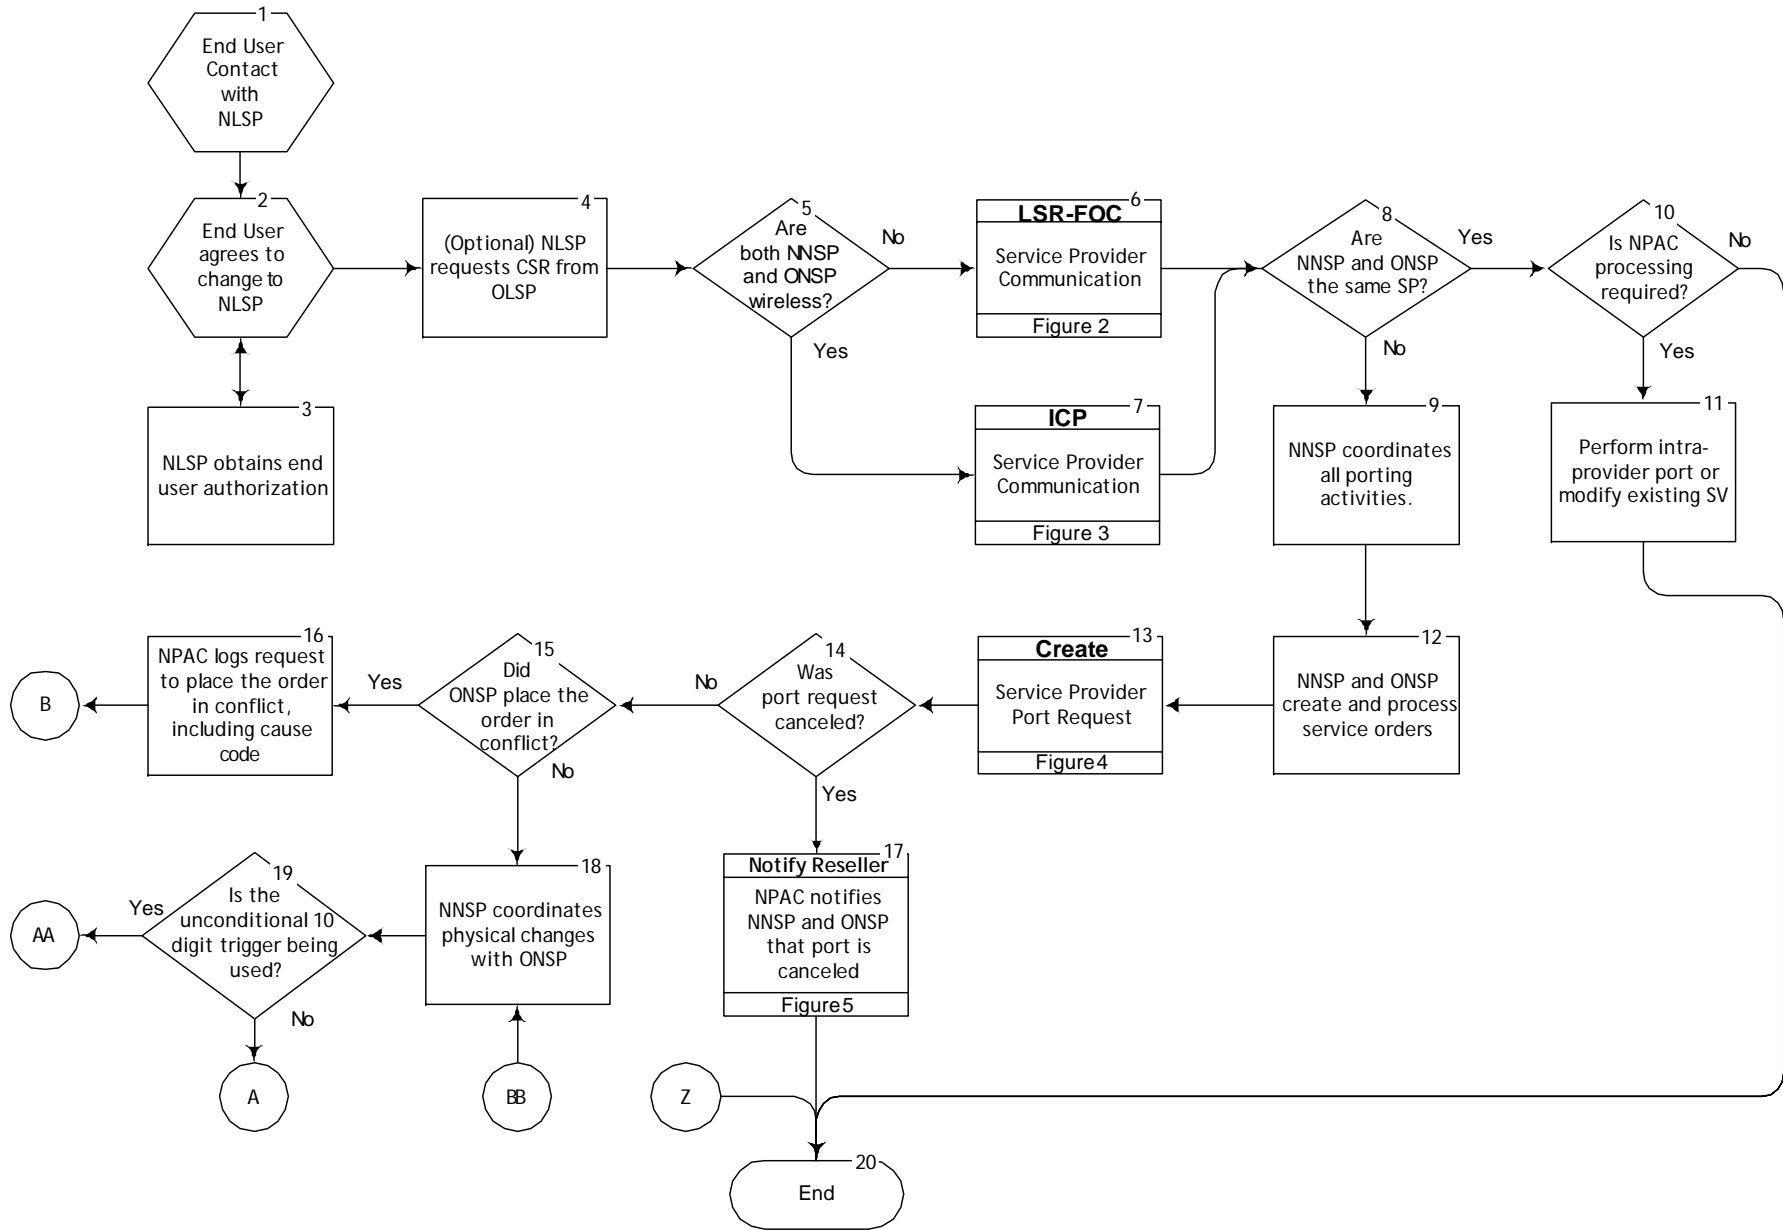 1
End User
Contact
with
NLSP
2
End User
agrees to
change to
NLSP
3
NLSP obtains end
user authorization
4
(Optional) NLSP
requests CSR from
OLSP
5
Are
both NNSP
and ONSP
wireless?
No
Yes
6
LSR-FOC
Service Provider
Communication
Figure 2
7
ICP
Service Provider
Communication
Figure 3
8
Are
NNSP and ONSP
the same SP?
Yes
No
9
NNSP coordinates
all porting
activities.
10
Is NPAC
processing
required?
No
Yes
11
Perform intra-
provider port or
modify existing SV
12
NNSP and ONSP
create and process
service orders
13
Create
Service Provider
Port Request
Figure 4
14
Was
port request
canceled?
No
Yes
15
Did
ONSP place the
order in
conflict?
Yes
No
16
NPAC logs request
to place the order
in conflict,
including cause
code
B
17
Notify Reseller
NPAC notifies
NNSP and ONSP
that port is
canceled
Figure 5
18
NNSP coordinates
physical changes
with ONSP
19
Is the
unconditional 10
digit trigger being
used?
Yes
No
AA
A
BB
Z
20
End